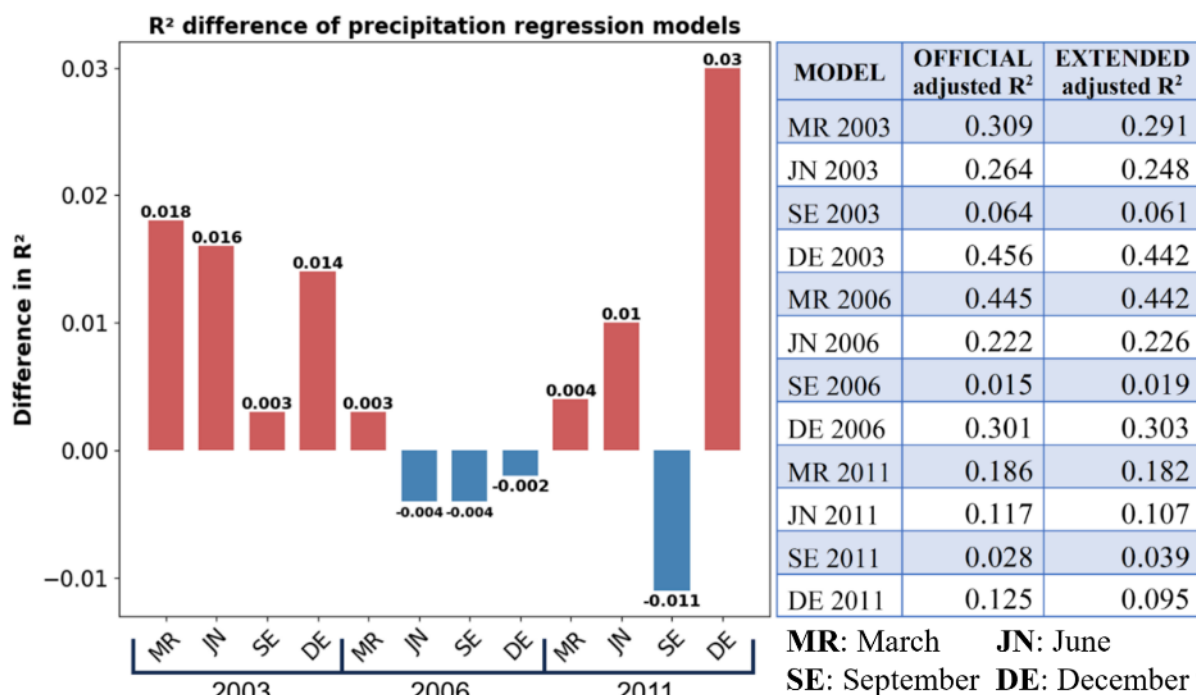 R² difference of precipitation regression models
Difference in R²
0.03
0.02
0.01
0.00
−0.01
0.018
0.016
0.003
0.014
0.003
-0.004
-0.004
-0.002
0.004
0.01
-0.011
0.03
MR JN SE DE MR JN SE DE MR JN SE DE
2003 2006 2011
MODEL OFFICIAL adjusted R² EXTENDED adjusted R²
MR 2003 0.309 0.291
JN 2003 0.264 0.248
SE 2003 0.064 0.061
DE 2003 0.456 0.442
MR 2006 0.445 0.442
JN 2006 0.222 0.226
SE 2006 0.015 0.019
DE 2006 0.301 0.303
MR 2011 0.186 0.182
JN 2011 0.117 0.107
SE 2011 0.028 0.039
DE 2011 0.125 0.095
MR: March JN: June
SE: September DE: December